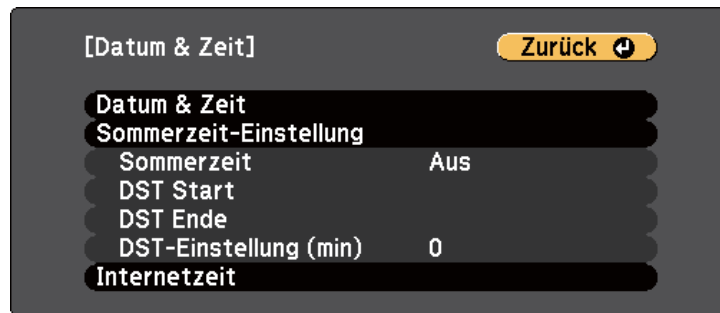 [Datum & Zeit] Zurück
Datum & Zeit
Sommerzeit-Einstellung
Sommerzeit Aus
DST Start
DST Ende
DST-Einstellung (min) 0
Internetzeit